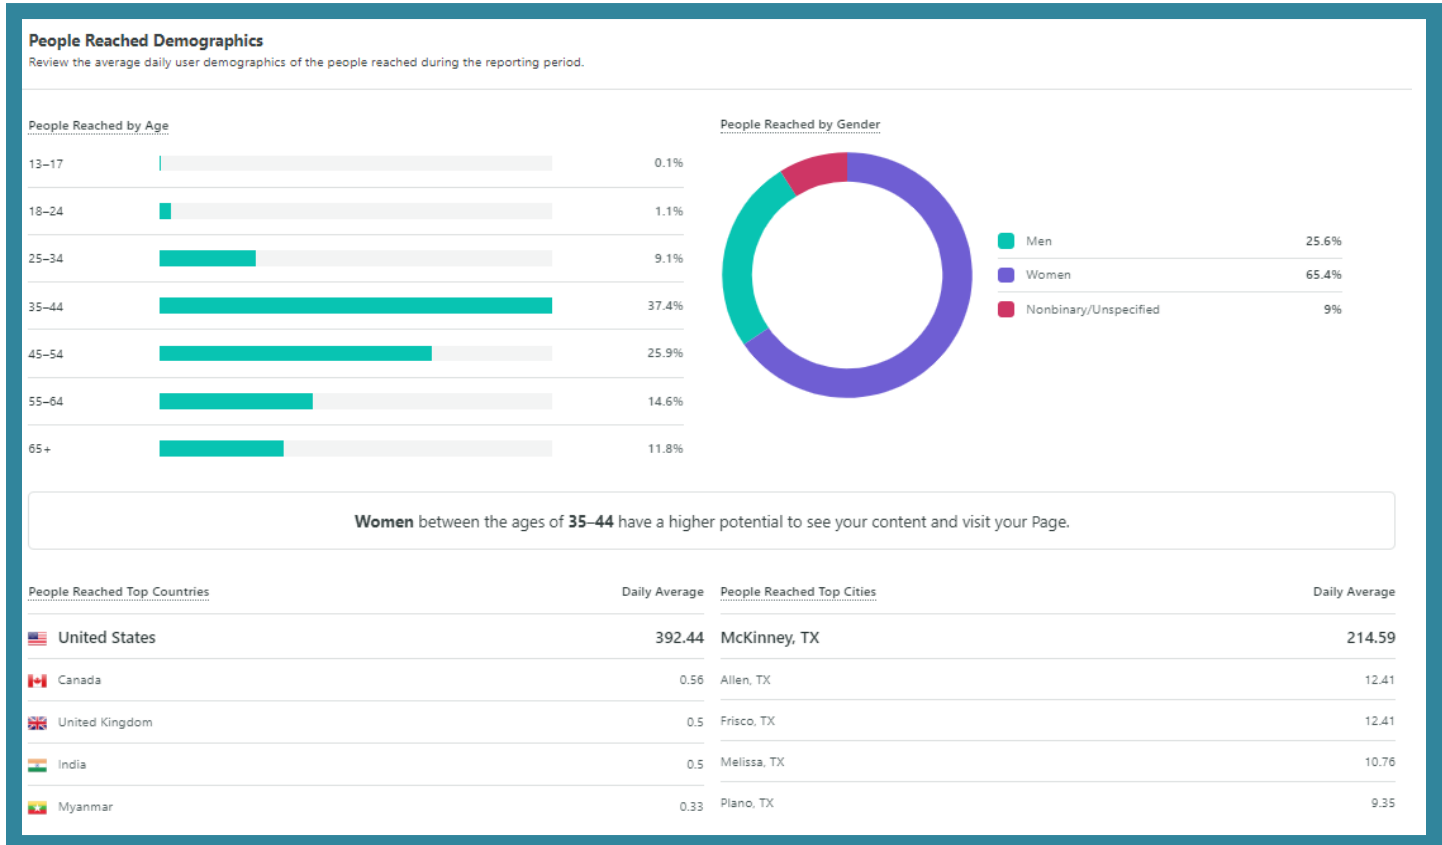 People Reached Demographics
Review the average daily user demographics of the people reached during the reporting period.
People Reached by Age
13–17 0.1%
18–24 1.1%
25–34 9.1%
35–44 37.4%
45–54 25.9%
55–64 14.6%
65+ 11.8%
People Reached by Gender
Men 25.6%
Women 65.4%
Nonbinary/Unspecified 9%
Women between the ages of 35–44 have a higher potential to see your content and visit your Page.
People Reached Top Countries Daily Average
United States 392.44
Canada 0.56
United Kingdom 0.5
India 0.5
Myanmar 0.33
People Reached Top Cities Daily Average
McKinney, TX 214.59
Allen, TX 12.41
Frisco, TX 12.41
Melissa, TX 10.76
Plano, TX 9.35